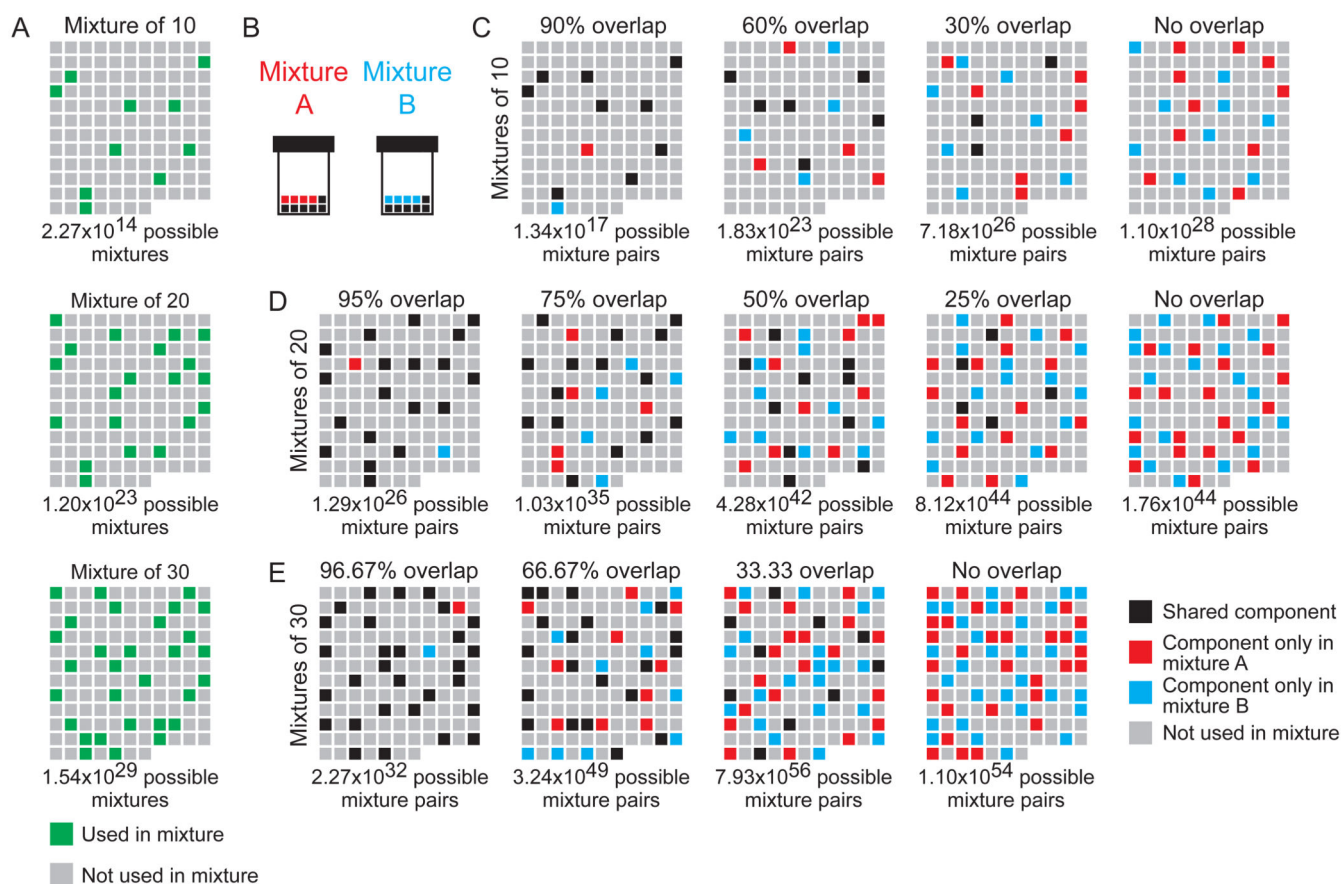 A
Mixture of 10
2.27x10^14 possible
mixtures
Mixture of 20
1.20x10^23 possible
mixtures
Mixture of 30
1.54x10^29 possible
mixtures
Used in mixture
Not used in mixture
B
Mixture
A
Mixture
B
C
Mixtures of 10
90% overlap
1.34x10^17 possible
mixture pairs
60% overlap
1.83x10^23 possible
mixture pairs
30% overlap
7.18x10^26 possible
mixture pairs
No overlap
1.10x10^28 possible
mixture pairs
D
Mixtures of 20
95% overlap
1.29x10^26 possible
mixture pairs
75% overlap
1.03x10^35 possible
mixture pairs
50% overlap
4.28x10^42 possible
mixture pairs
25% overlap
8.12x10^44 possible
mixture pairs
No overlap
1.76x10^44 possible
mixture pairs
E
Mixtures of 30
96.67% overlap
2.27x10^32 possible
mixture pairs
66.67% overlap
3.24x10^49 possible
mixture pairs
33.33 overlap
7.93x10^56 possible
mixture pairs
No overlap
1.10x10^54 possible
mixture pairs
Shared component
Component only in
mixture A
Component only in
mixture B
Not used in mixture